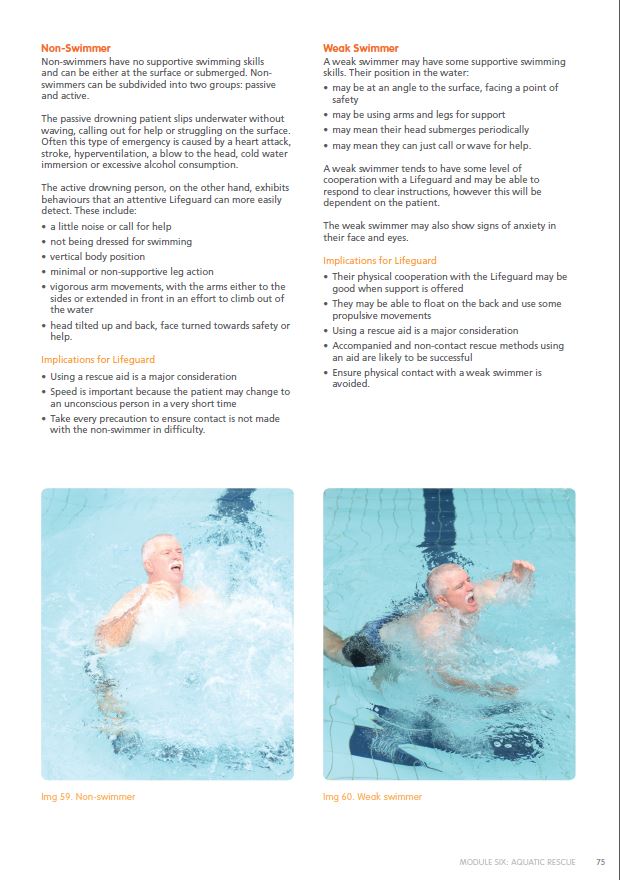 Non-Swimmer
Non-swimmers have no supportive swimming skills
and can be either at the surface or submerged. Non-
swimmers can be subdivided into two groups: passive
and active.
The passive drowning patient slips underwater without
waving, calling out for help or struggling on the surface.
Often this type of emergency is caused by a heart attack,
stroke, hyperventilation, a blow to the head, cold water
immersion or excessive alcohol consumption.
The active drowning person, on the other hand, exhibits
behaviours that an attentive Lifeguard can more easily
detect. These include:
• a little noise or call for help
• not being dressed for swimming
• vertical body position
• minimal or non-supportive leg action
• vigorous arm movements, with the arms either to the
sides or extended in front in an effort to climb out of
the water
• head tilted up and back, face turned towards safety or
help.
Implications for Lifeguard
• Using a rescue aid is a major consideration
• Speed is important because the patient may change to
an unconscious person in a very short time
• Take every precaution to ensure contact is not made
with the non-swimmer in difficulty.
Weak Swimmer
A weak swimmer may have some supportive swimming
skills. Their position in the water:
• may be at an angle to the surface, facing a point of
safety
• may be using arms and legs for support
• may mean their head submerges periodically
• may mean they can just call or wave for help.
A weak swimmer tends to have some level of
cooperation with a Lifeguard and may be able to
respond to clear instructions, however this will be
dependent on the patient.
The weak swimmer may also show signs of anxiety in
their face and eyes.
Implications for Lifeguard
• Their physical cooperation with the Lifeguard may be
good when support is offered
• They may be able to float on the back and use some
propulsive movements
• Using a rescue aid is a major consideration
• Accompanied and non-contact rescue methods using
an aid are likely to be successful
• Ensure physical contact with a weak swimmer is
avoided.
Img 59. Non-swimmer
Img 60. Weak swimmer
MODULE SIX: AQUATIC RESCUE 75